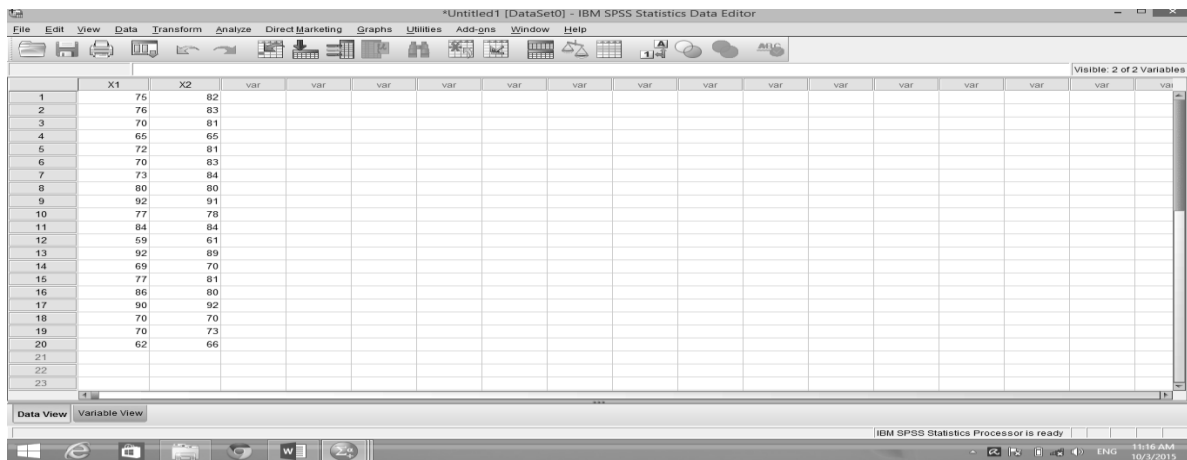 *Untitled1 [DataSet0] - IBM SPSS Statistics Data Editor
File Edit View Data Transform Analyze Direct Marketing Graphs Utilities Add-ons Window Help
Visible: 2 of 2 Variables
X1 X2 var var var var var var var var var var var var var var
1 75 82
2 76 83
3 70 81
4 65 65
5 72 81
6 70 83
7 73 84
8 80 80
9 92 91
10 77 78
11 84 84
12 59 61
13 92 89
14 69 70
15 77 81
16 86 80
17 90 92
18 70 70
19 70 73
20 62 66
21
22
23
Data View Variable View
IBM SPSS Statistics Processor is ready
ENG 11:16 AM
10/3/2015